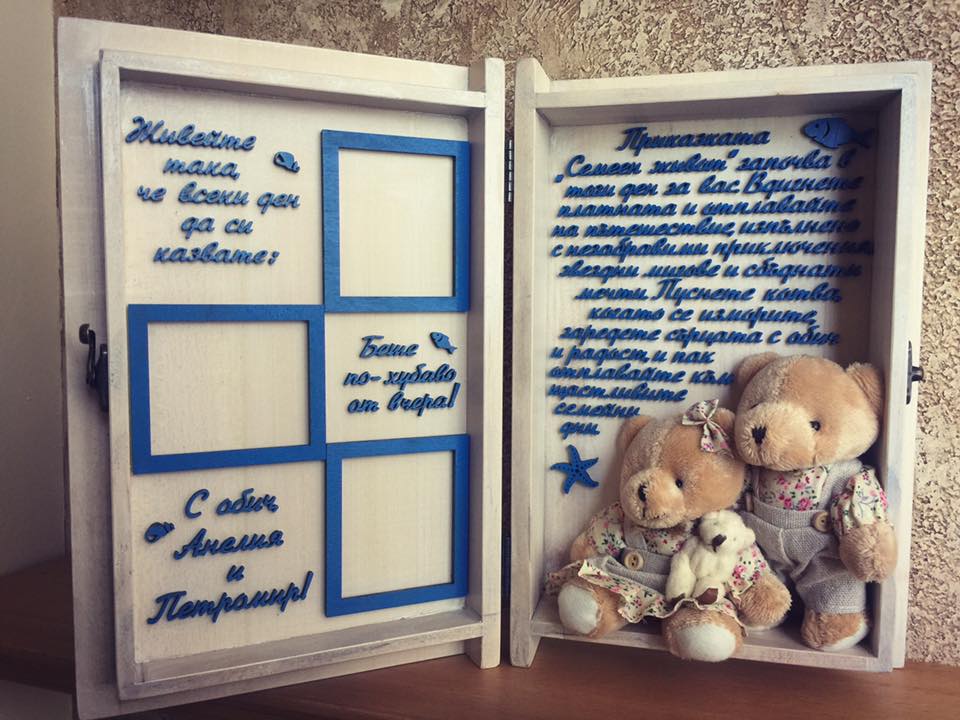 Живейте
така,
че всеки ден
да си
казвате:
Беше
по-хубаво
от вчера!
С обич
Анелия
и
Петромир!
Приказката
„Семеен живот" започва в
този ден за вас. Вдигнете
платната и отплавайте
на пътешествие, изпълнено
с незабравими приключения,
звездни мигове и сбъднати
мечти. Пуснете котва,
когато се изморите,
заредете сърцата с обич
и радост, и пак
отплавайте към
щастливите
семейни
дни.